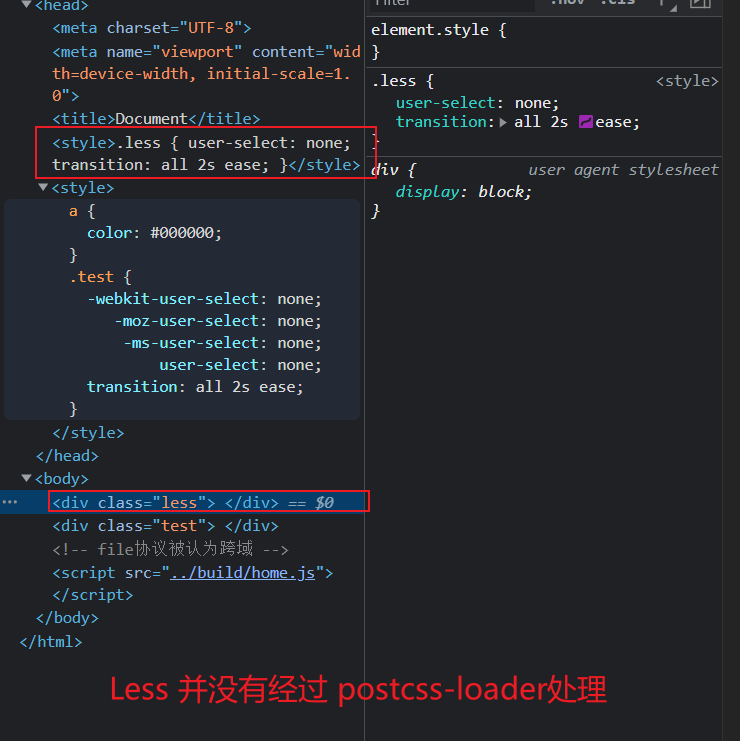 <head>
<meta charset="UTF-8">
<meta name="viewport" content="wid
th=device-width, initial-scale=1.
0">
<title>Document</title>
<style>.less { user-select: none;
transition: all 2s ease; }</style>
<style>
a {
color: #000000;
}
.test {
-webkit-user-select: none;
-moz-user-select: none;
-ms-user-select: none;
user-select: none;
transition: all 2s ease;
}
</style>
</head>
<body>
<div class="less"> </div> == $0
<div class="test"> </div>
<!-- file协议被认为跨域 -->
<script src="../build/home.js">
</script>
</body>
</html>
Filter :hov .cls +
element.style {
}
.less { <style>
user-select: none;
transition: all 2s ease;
}
div { user agent stylesheet
display: block;
}
Less 并没有经过 postcss-loader处理